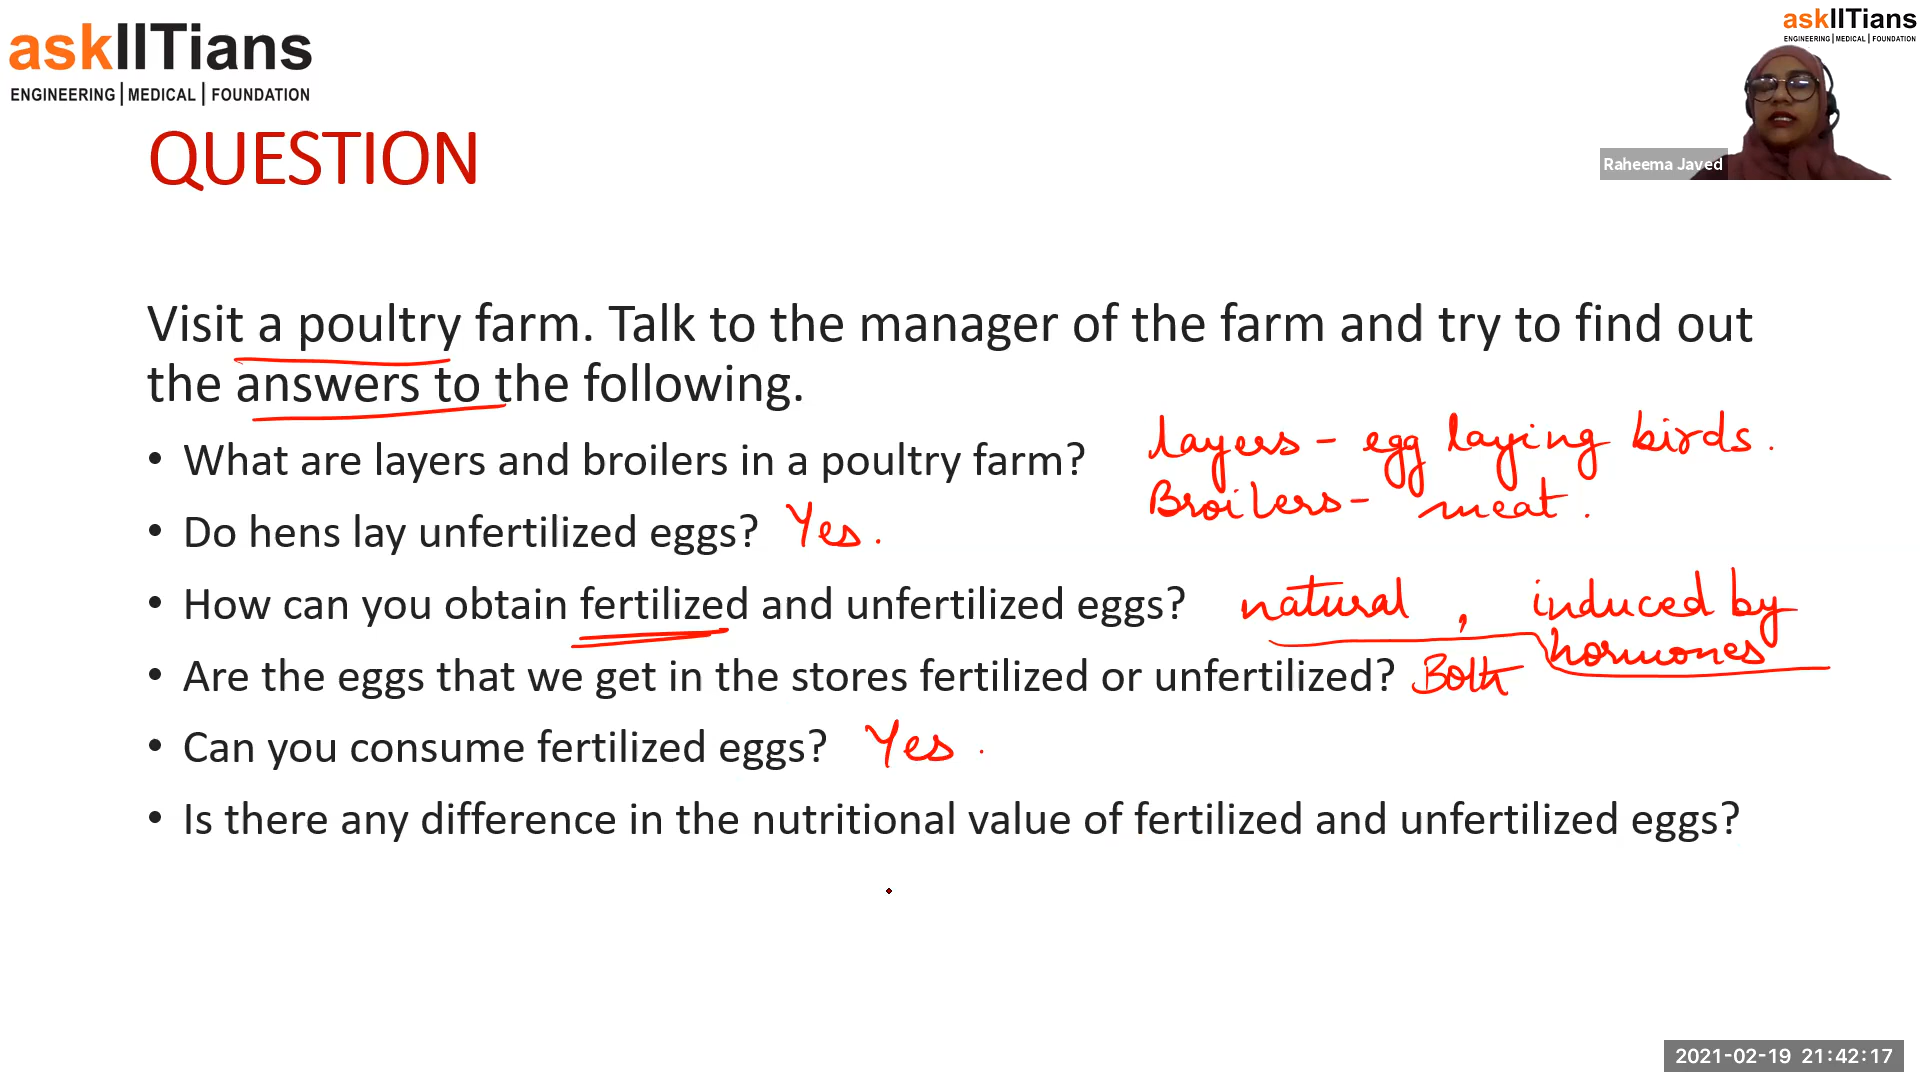 askIITians
ENGINEERING | MEDICAL | FOUNDATION
askIITians
ENGINEERING | MEDICAL | FOUNDATION
Raheema Javed
QUESTION
Visit a poultry farm. Talk to the manager of the farm and try to find out
the answers to the following.
• What are layers and broilers in a poultry farm?
layers - egg laying birds.
Broilers - meat.
• Do hens lay unfertilized eggs? Yes.
• How can you obtain fertilized and unfertilized eggs? natural, induced by
hormones
• Are the eggs that we get in the stores fertilized or unfertilized? Both
• Can you consume fertilized eggs? Yes.
• Is there any difference in the nutritional value of fertilized and unfertilized eggs?
2021-02-19 21:42:17